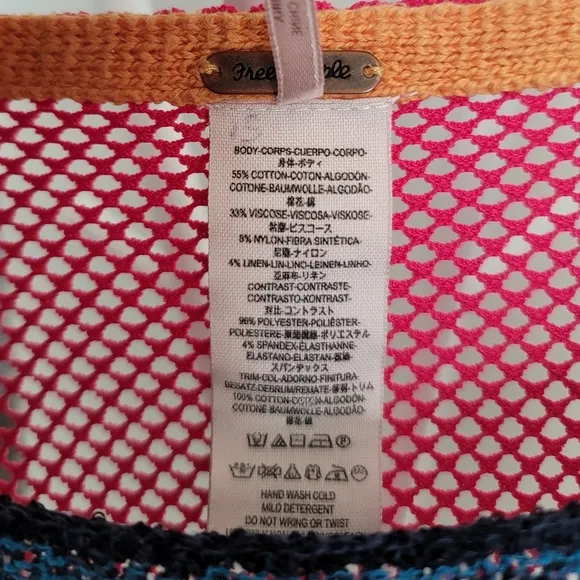 Free
BODY-CORPS-CUERPO-CORPO-
身体-ボディ
55% COTTON-COTON-ALGODÓN-
COTONE-BAUMWOLLE-ALGODÃO-
棉花-綿
33% VISCOSE-VISCOSA-VISKOSE-
粘膠-ビスコース
8% NYLON-FIBRA SINTÉTICA-
尼龍-ナイロン
4% LINEN-LIN-LINO-LEINEN-LINHO-
亞麻布-リネン
CONTRAST-CONTRASTE-
CONTRASTO-KONTRAST-
对比-コントラスト
96% POLYESTER-POLIÉSTER-
POLIESTERE-聚酯纖維-ポリエステル
4% SPANDEX-ÉLASTHANNE-
ELASTANO-ELASTAN-氨綸-
スパンデックス
TRIM-COL-ADORNO-FINITURA-
BESATZ-DEBRUM/REMATE-修剪-トリム
100% COTTON-COTON-ALGODÓN-
COTONE-BAUMWOLLE-ALGODÃO-
棉花-綿
HAND WASH COLD
MILD DETERGENT
DO NOT WRING OR TWIST